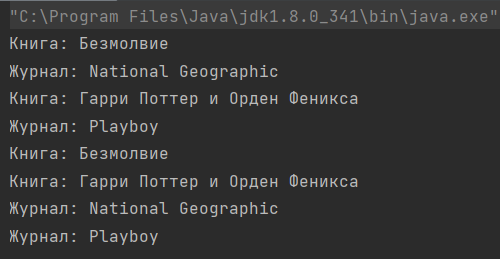 "C:\Program Files\Java\jdk1.8.0_341\bin\java.exe"
Книга: Безмолвие
Журнал: National Geographic
Книга: Гарри Поттер и Орден Феникса
Журнал: Playboy
Книга: Безмолвие
Книга: Гарри Поттер и Орден Феникса
Журнал: National Geographic
Журнал: Playboy